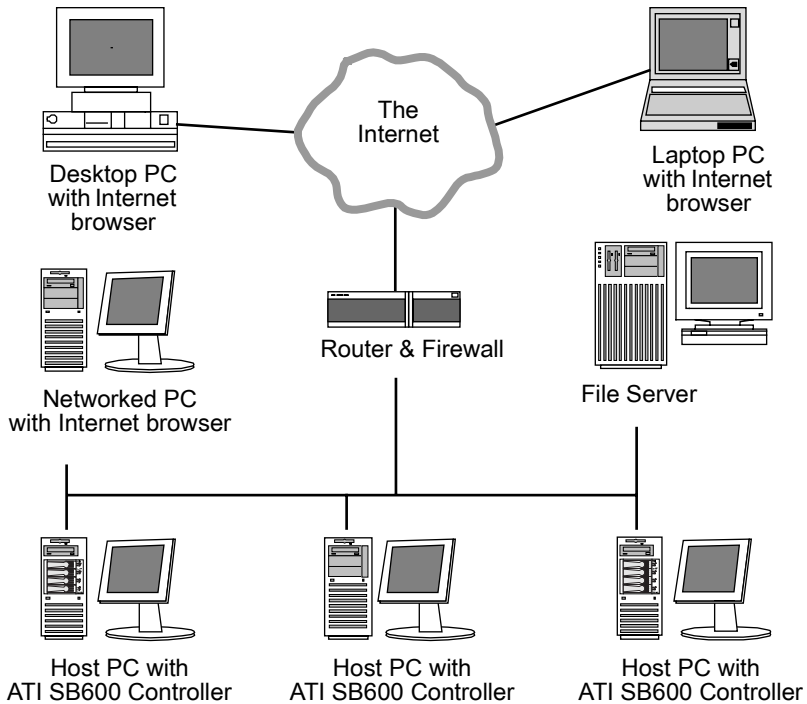 The
Internet
Desktop PC
with Internet
browser
Laptop PC
with Internet
browser
Router & Firewall
Networked PC
with Internet browser
File Server
Host PC with
ATI SB600 Controller
Host PC with
ATI SB600 Controller
Host PC with
ATI SB600 Controller